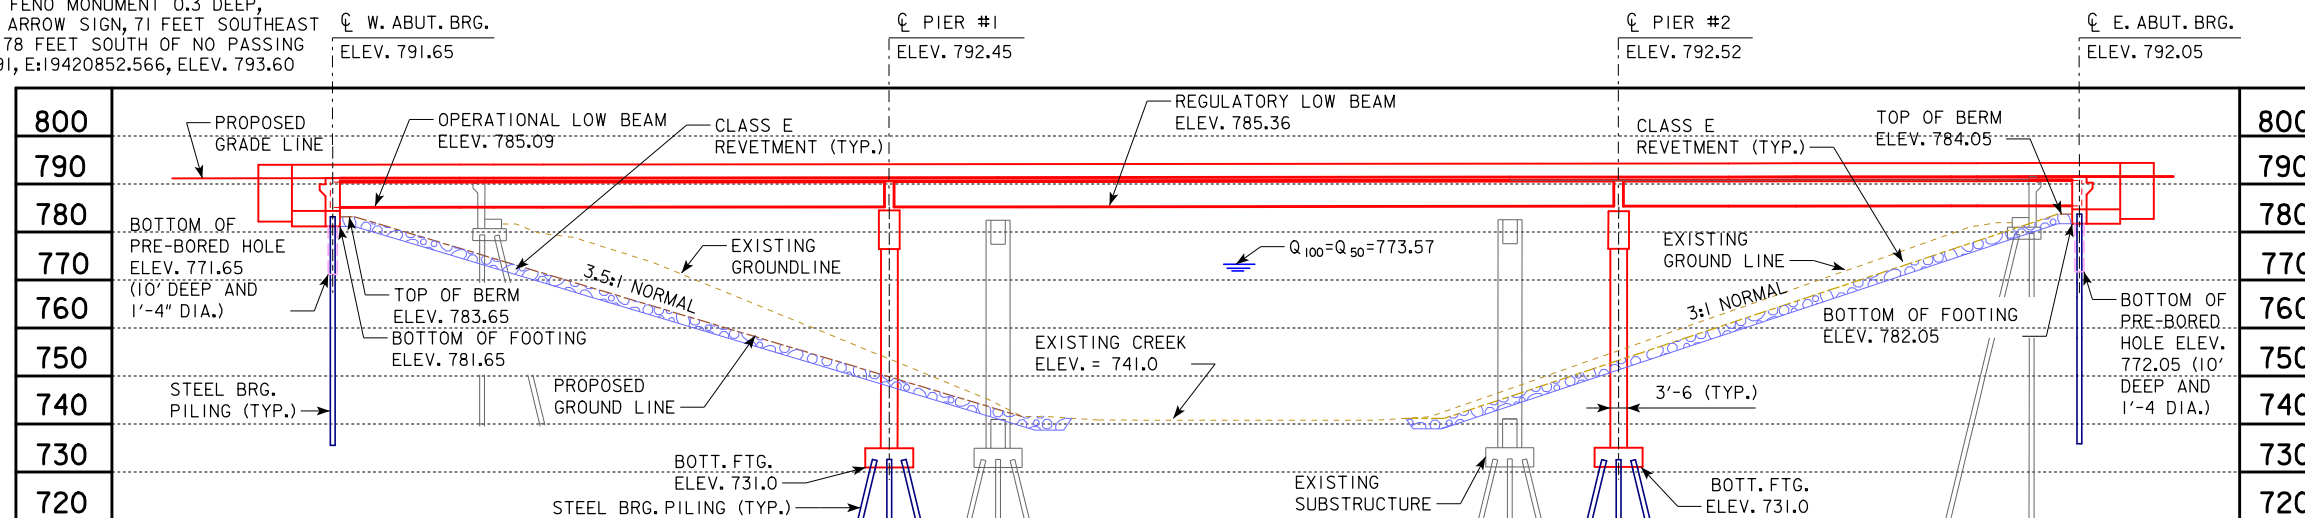 FENO MONUMENT 0.3 DEEP,
ARROW SIGN, 71 FEET SOUTHEAST
78 FEET SOUTH OF NO PASSING
E:19420852.566, ELEV. 793.60
℄ W. ABUT. BRG.
ELEV. 791.65
℄ PIER #1
ELEV. 792.45
℄ PIER #2
ELEV. 792.52
℄ E. ABUT. BRG.
ELEV. 792.05
800
790
780
770
760
750
740
730
720
PROPOSED
GRADE LINE
OPERATIONAL LOW BEAM
ELEV. 785.09
CLASS E
REVETMENT (TYP.)
REGULATORY LOW BEAM
ELEV. 785.36
CLASS E
REVETMENT (TYP.)
TOP OF BERM
ELEV. 784.05
BOTTOM OF
PRE-BORED HOLE
ELEV. 771.65
(10' DEEP AND
1'-4" DIA.)
EXISTING
GROUNDLINE
3.5:1 NORMAL
Q100=Q50=773.57
EXISTING
GROUND LINE
3:1 NORMAL
TOP OF BERM
ELEV. 783.65
BOTTOM OF FOOTING
ELEV. 781.65
EXISTING CREEK
ELEV. = 741.0
BOTTOM OF FOOTING
ELEV. 782.05
BOTTOM OF
PRE-BORED
HOLE ELEV.
772.05 (10'
DEEP AND
1'-4 DIA.)
STEEL BRG.
PILING (TYP.)
PROPOSED
GROUND LINE
3'-6 (TYP.)
BOTT. FTG.
ELEV. 731.0
STEEL BRG. PILING (TYP.)
EXISTING
SUBSTRUCTURE
BOTT. FTG.
ELEV. 731.0
800
790
780
770
760
750
740
730
720